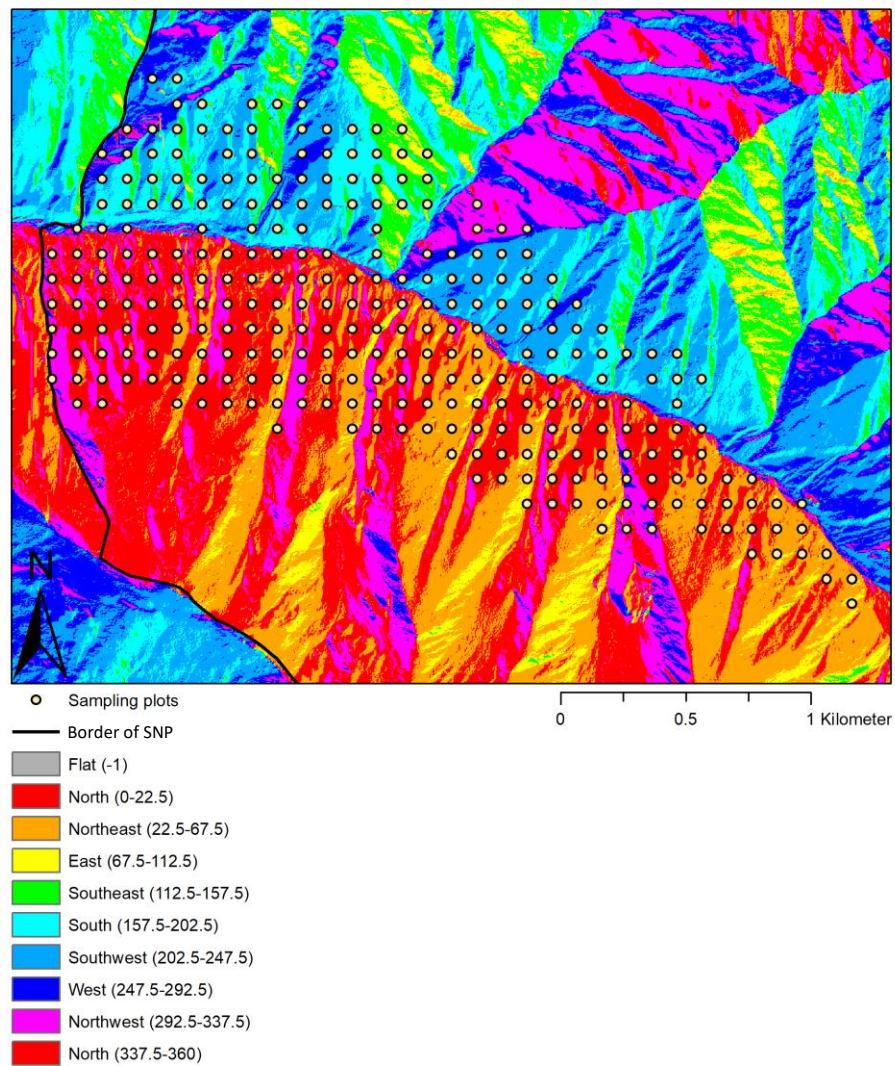 N
Sampling plots
0 0.5 1 Kilometer
Border of SNP
Flat (-1)
North (0-22.5)
Northeast (22.5-67.5)
East (67.5-112.5)
Southeast (112.5-157.5)
South (157.5-202.5)
Southwest (202.5-247.5)
West (247.5-292.5)
Northwest (292.5-337.5)
North (337.5-360)